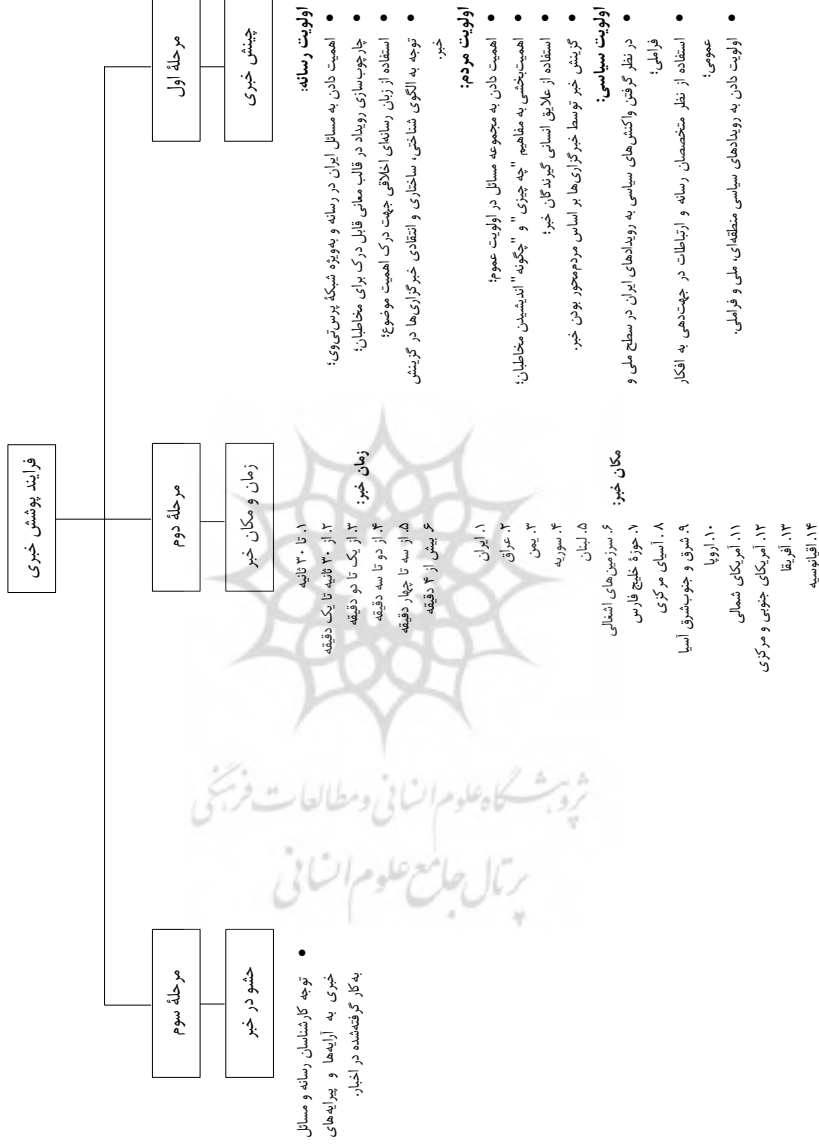 فرایند پوشش خبری
مرحلهٔ اول
چینش خبری
اولویت رسانه:
• اهمیت دادن به مسائل ایران در رسانه و به‌ویژه شبکهٔ پرس‌تی‌وی؛
• چارچوب‌سازی رویداد در قالب معانی قابل درک برای مخاطبان؛
• استفاده از زبان رسانه‌ای اخلاقی جهت درک اهمیت موضوع؛
• توجه به الگوی شناختی، ساختاری و انتقادی خبرگزاری‌ها در گزینش
خبر.
اولویت مردم:
• اهمیت دادن به مجموعه مسائل در اولویت عموم؛
• اهمیت‌بخشی به مفاهیم "چه چیزی" و "چگونه" اندیشیدن مخاطبان؛
• استفاده از علایق انسانی گیرندگان خبر؛
• گزینش خبر توسط خبرگزاری‌ها بر اساس مردم‌محور بودن خبر.
اولویت سیاسی:
• در نظر گرفتن واکنش‌های سیاسی به رویدادهای ایران در سطح ملی و
فراملی؛
• استفاده از نظر متخصصان رسانه و ارتباطات در جهت‌دهی به افکار
عمومی؛
• اولویت دادن به رویدادهای سیاسی منطقه‌ای، ملی و فراملی.
مرحلهٔ دوم
زمان و مکان خبر
زمان خبر:
۱. تا ۳۰ ثانیه
۲. از ۳۰ ثانیه تا یک دقیقه
۳. از یک تا دو دقیقه
۴. از دو تا سه دقیقه
۵. از سه تا چهار دقیقه
۶. بیش از ۴ دقیقه
مکان خبر:
۱. ایران
۲. عراق
۳. یمن
۴. سوریه
۵. لبنان
۶. سرزمین‌های اشغالی
۷. حوزهٔ خلیج فارس
۸. آسیای مرکزی
۹. شرق و جنوب‌شرق آسیا
۱۰. اروپا
۱۱. آمریکای شمالی
۱۲. آمریکای جنوبی و مرکزی
۱۳. آفریقا
۱۴. اقیانوسیه
مرحلهٔ سوم
حشو در خبر
• توجه کارشناسان رسانه و مسائل
خبری به آرایه‌ها و پیرایه‌های
به‌کار گرفته‌شده در اخبار.
پژوهشگاه علوم انسانی و مطالعات فرهنگی
پرتال جامع علوم انسانی